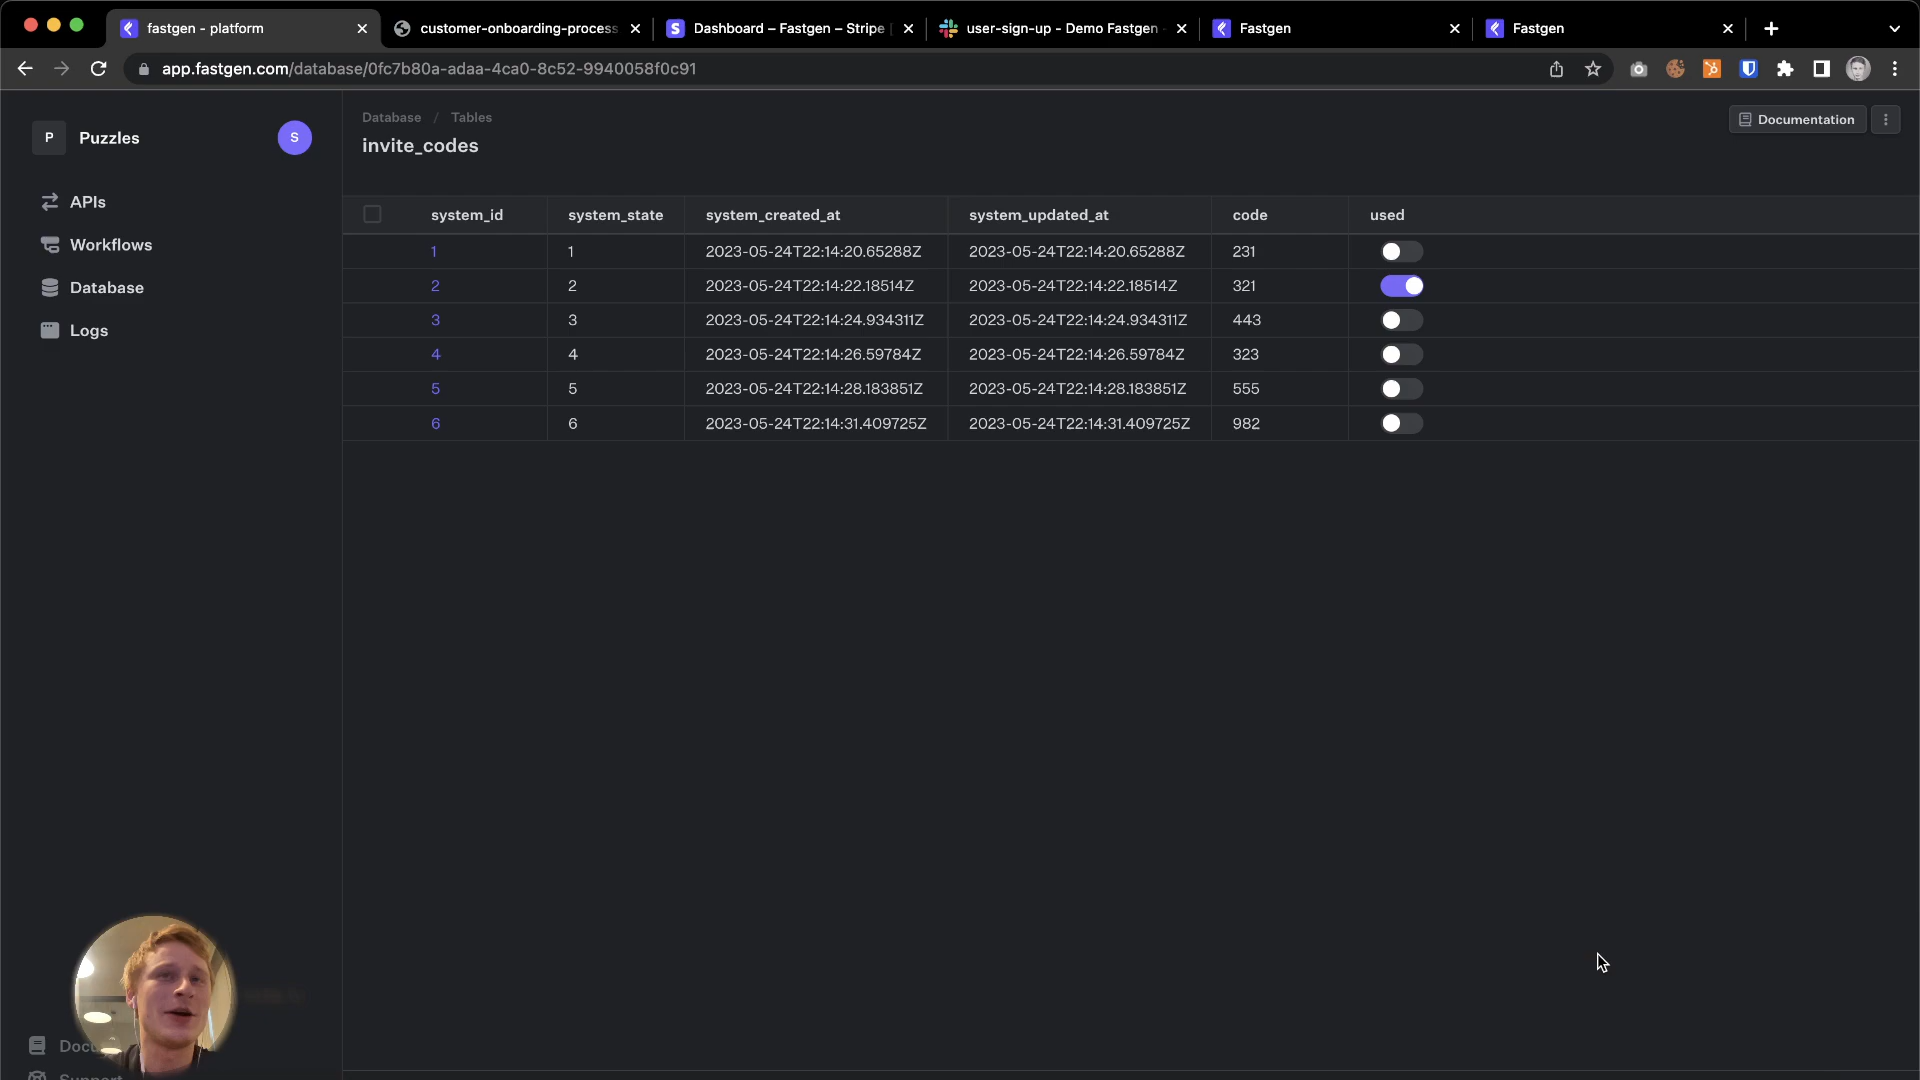 fastgen - platform
customer-onboarding-process
Dashboard – Fastgen – Stripe
user-sign-up - Demo Fastgen
Fastgen
Fastgen
app.fastgen.com/database/0fc7b80a-adaa-4ca0-8c52-9940058f0c91
P
Puzzles
S
APIs
Workflows
Database
Logs
Database / Tables
invite_codes
Documentation
system_id system_state system_created_at system_updated_at code used
1 1 2023-05-24T22:14:20.65288Z 2023-05-24T22:14:20.65288Z 231
2 2 2023-05-24T22:14:22.18514Z 2023-05-24T22:14:22.18514Z 321
3 3 2023-05-24T22:14:24.934311Z 2023-05-24T22:14:24.934311Z 443
4 4 2023-05-24T22:14:26.59784Z 2023-05-24T22:14:26.59784Z 323
5 5 2023-05-24T22:14:28.183851Z 2023-05-24T22:14:28.183851Z 555
6 6 2023-05-24T22:14:31.409725Z 2023-05-24T22:14:31.409725Z 982
Support